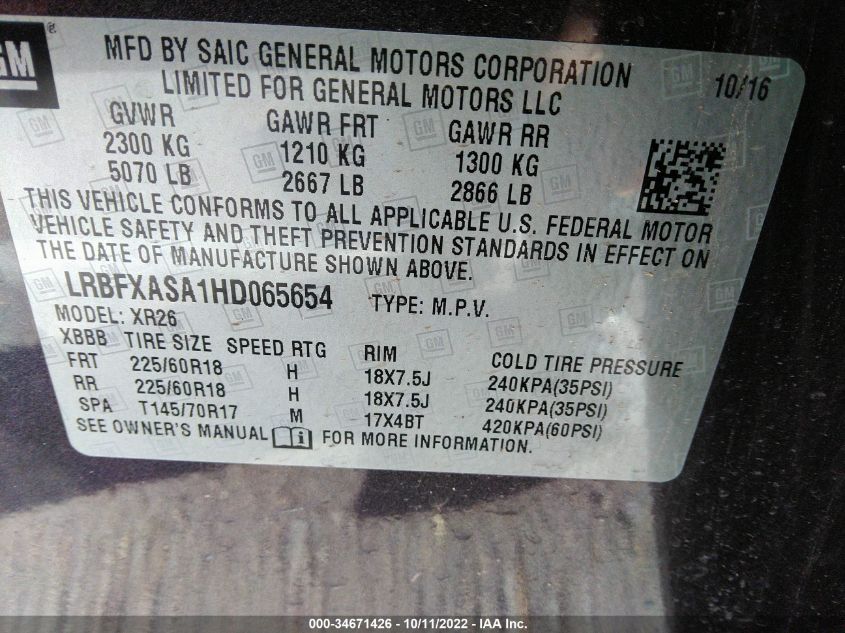 GM
MFD BY SAIC GENERAL MOTORS CORPORATION
LIMITED FOR GENERAL MOTORS LLC
10/16
GVWR GAWR FRT GAWR RR
2300 KG 1210 KG 1300 KG
5070 LB 2667 LB 2866 LB
THIS VEHICLE CONFORMS TO ALL APPLICABLE U.S. FEDERAL MOTOR
VEHICLE SAFETY AND THEFT PREVENTION STANDARDS IN EFFECT ON
THE DATE OF MANUFACTURE SHOWN ABOVE.
LRBFXASA1HD065654 TYPE: M.P.V.
MODEL: XR26
XBBB TIRE SIZE SPEED RTG RIM COLD TIRE PRESSURE
FRT 225/60R18 H 18X7.5J 240KPA(35PSI)
RR 225/60R18 H 18X7.5J 240KPA(35PSI)
SPA T145/70R17 M 17X4BT 420KPA(60PSI)
SEE OWNER'S MANUAL i FOR MORE INFORMATION.
000-34671426 - 10/11/2022 - IAA Inc.